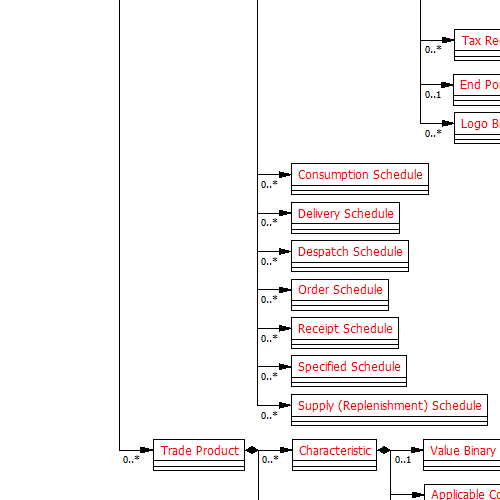 Tax
0..*
End
0..1
Logo
0..*
Consumption Schedule
0..*
Delivery Schedule
0..*
Despatch Schedule
0..*
Order Schedule
0..*
Receipt Schedule
0..*
Specified Schedule
0..*
Supply (Replenishment) Schedule
0..*
Trade Product
0..*
Characteristic
0..*
Value Binary
0..1
Applicable